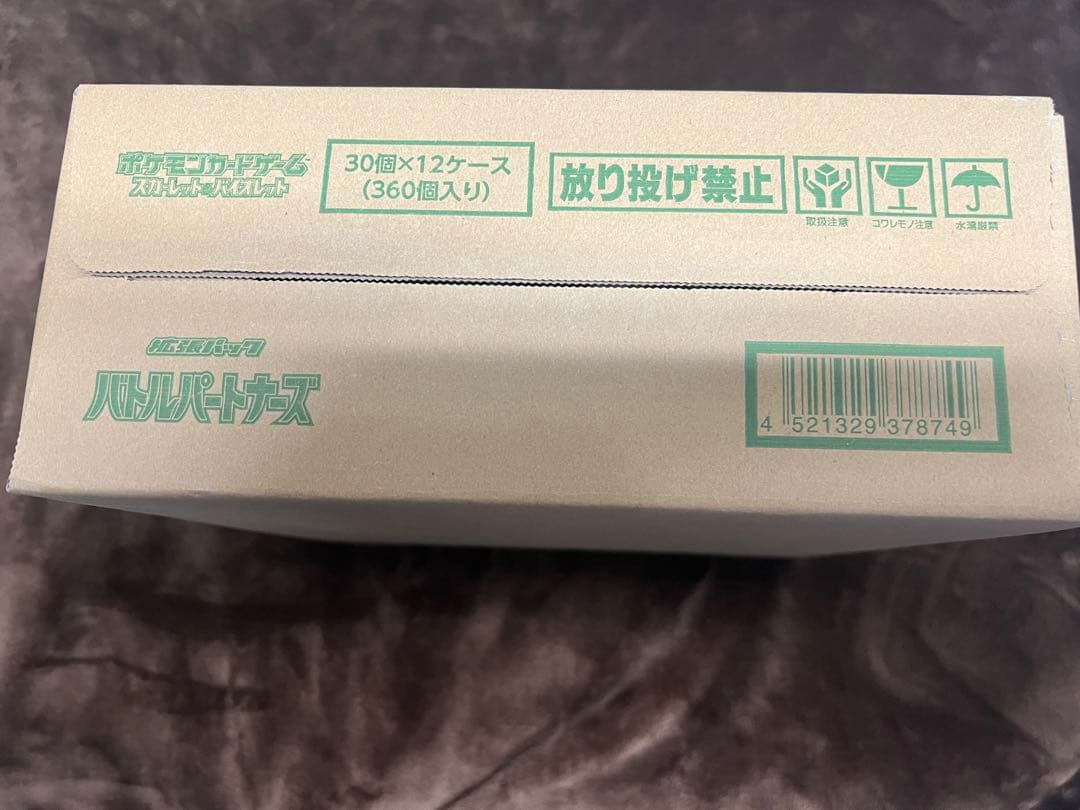 ポケモンカードゲーム
スカーレット&バイオレット
30個×12ケース
(360個入り)
放り投げ禁止
取扱注意
コワレモノ注意
水濡厳禁
拡張パック
バトルパートナーズ
4 521329 378749